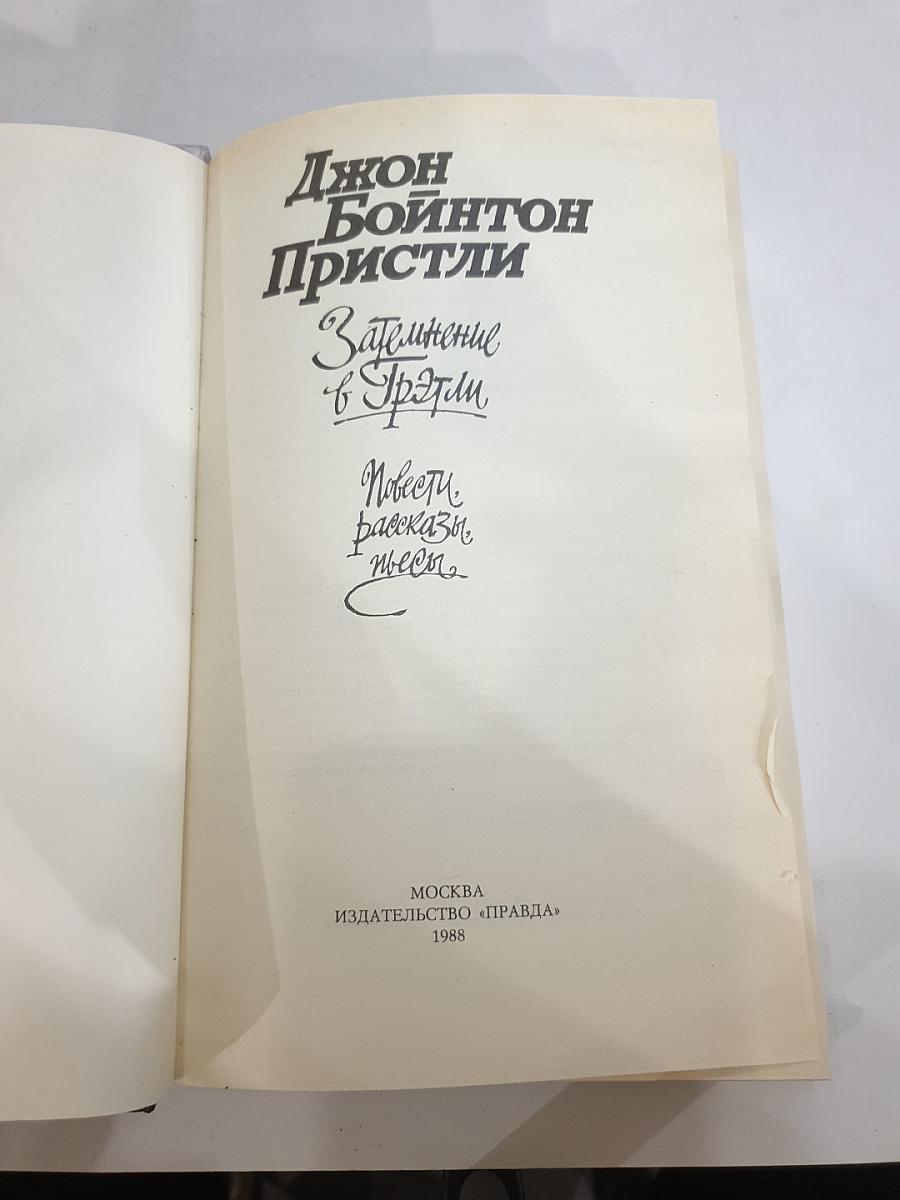 Джон
Бойнтон
Пристли
Затемнение
в Грэтли
Повести,
рассказы,
пьесы
МОСКВА
ИЗДАТЕЛЬСТВО «ПРАВДА»
1988